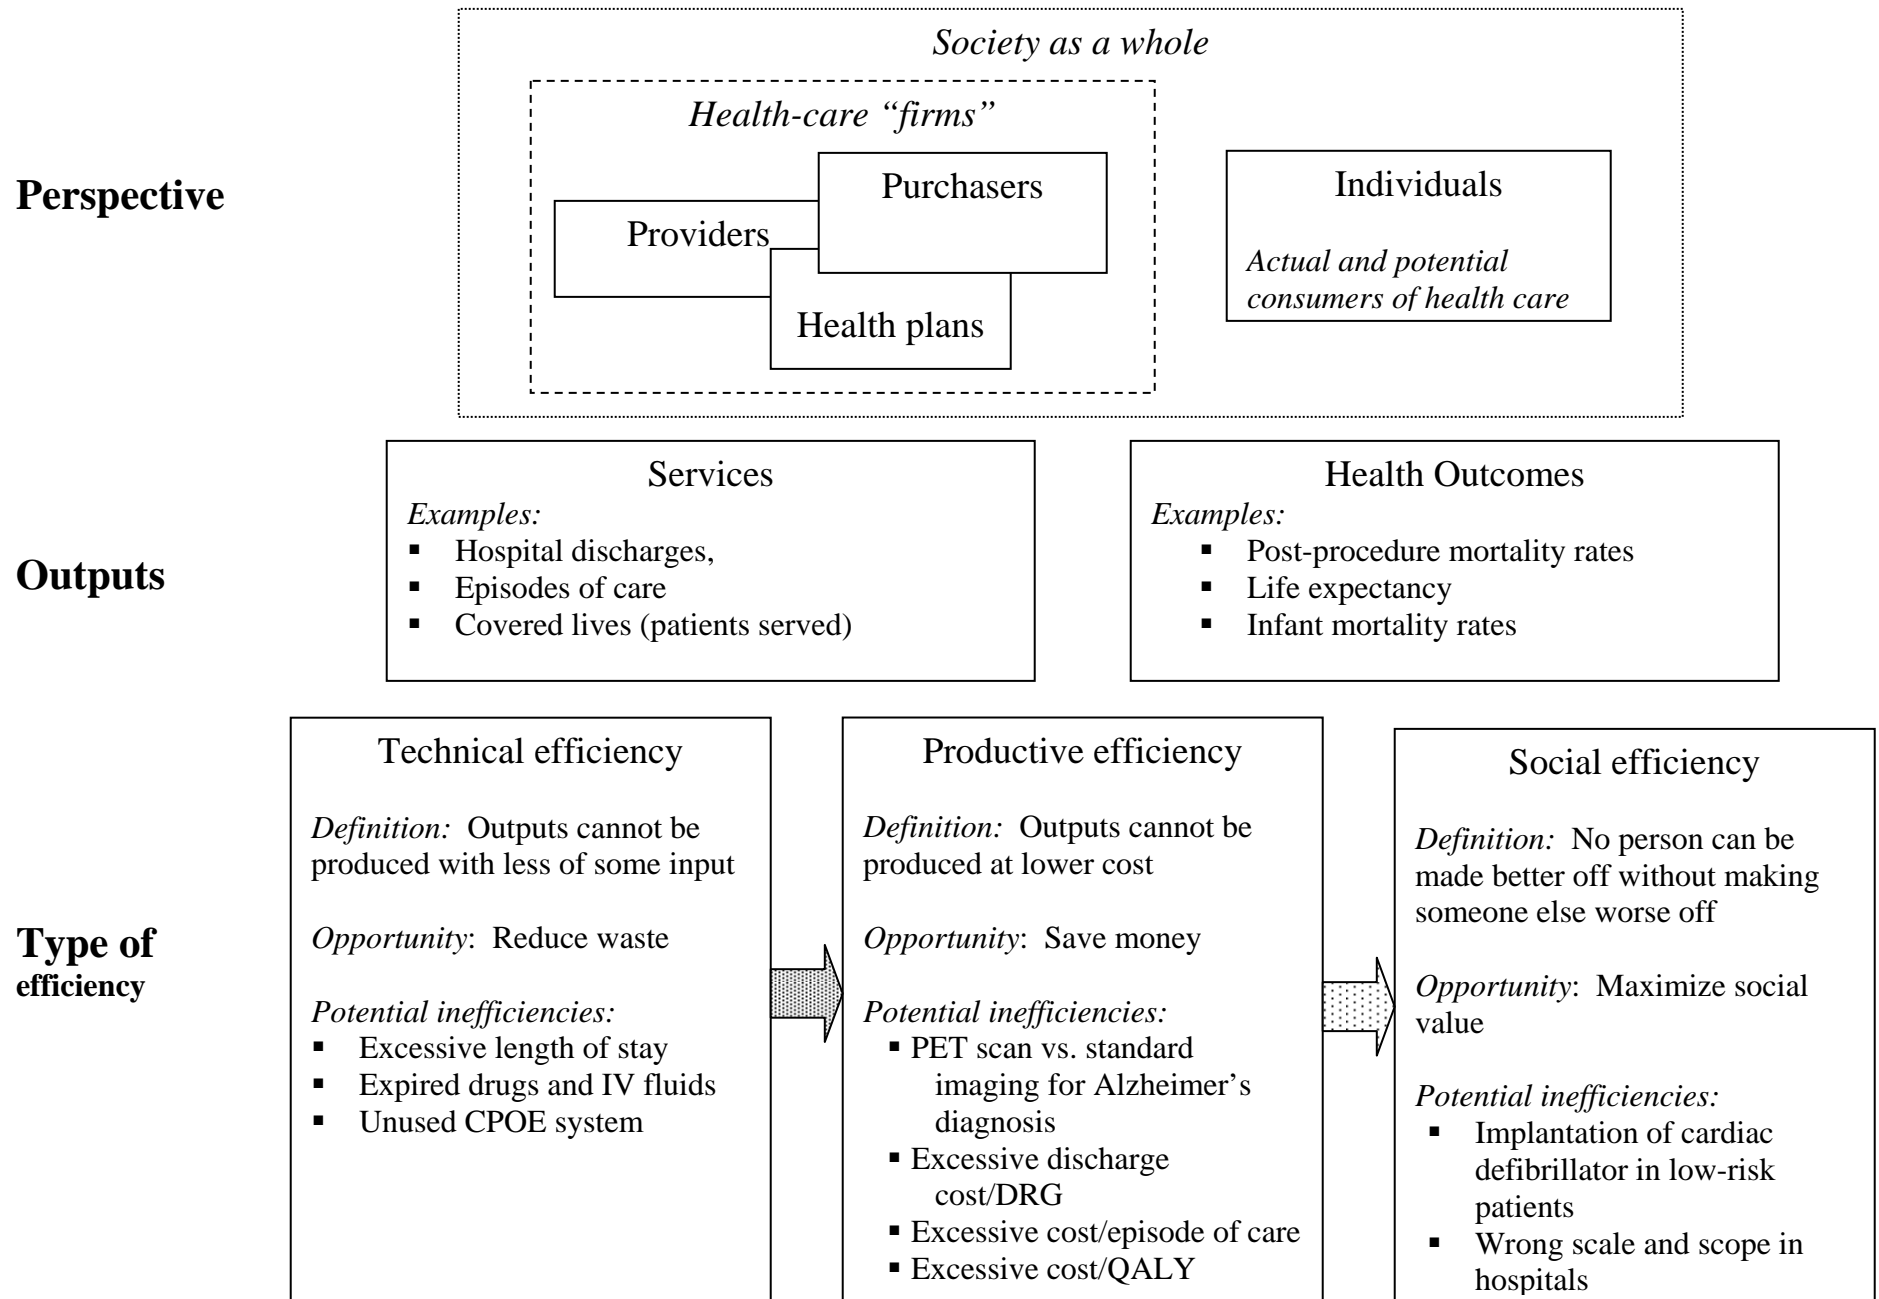 Society as a whole
Health-care “firms”
Perspective
Providers
Purchasers
Health plans
Individuals
Actual and potential
consumers of health care
Outputs
Services
Examples:
▪ Hospital discharges,
▪ Episodes of care
▪ Covered lives (patients served)
Health Outcomes
Examples:
▪ Post-procedure mortality rates
▪ Life expectancy
▪ Infant mortality rates
Type of
efficiency
Technical efficiency
Definition: Outputs cannot be
produced with less of some input
Opportunity: Reduce waste
Potential inefficiencies:
▪ Excessive length of stay
▪ Expired drugs and IV fluids
▪ Unused CPOE system
Productive efficiency
Definition: Outputs cannot be
produced at lower cost
Opportunity: Save money
Potential inefficiencies:
▪ PET scan vs. standard
imaging for Alzheimer’s
diagnosis
▪ Excessive discharge
cost/DRG
▪ Excessive cost/episode of care
▪ Excessive cost/QALY
Social efficiency
Definition: No person can be
made better off without making
someone else worse off
Opportunity: Maximize social
value
Potential inefficiencies:
▪ Implantation of cardiac
defibrillator in low-risk
patients
▪ Wrong scale and scope in
hospitals